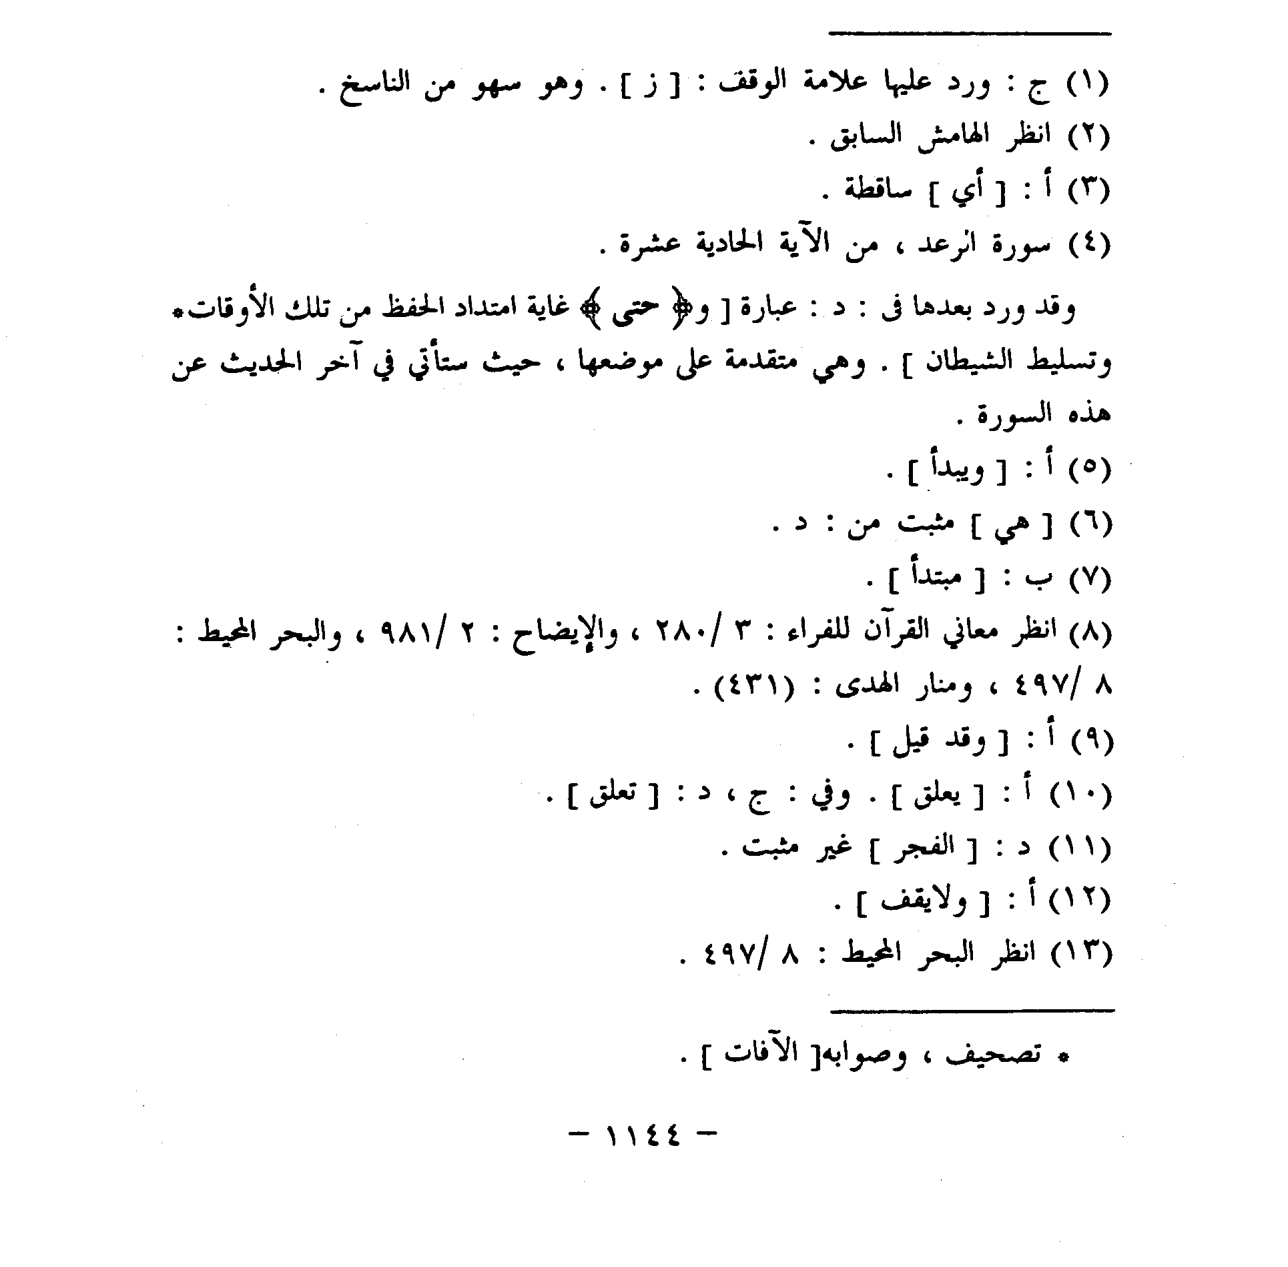 (١) ج : ورد عليها علامة الوقف : [ ز ] . وهو سهو من الناسخ .
(٢) انظر الهامش السابق .
(٣) أ : [ أي ] ساقطة .
(٤) سورة الرعد ، من الآية الحادية عشرة .
وقد ورد بعدها فى : د : عبارة [ و﴿ حتى ﴾ غاية امتداد الحفظ من تلك الأوقات*
وتسليط الشيطان ] . وهي متقدمة على موضعها ، حيث ستأتي في آخر الحديث عن
هذه السورة .
(٥) أ : [ ويبدأ ] .
(٦) [ هي ] مثبت من : د .
(٧) ب : [ مبتدأ ] .
(٨) انظر معاني القرآن للفراء : ٣ /٢٨٠ ، والإيضاح : ٢ /٩٨١ ، والبحر المحيط :
٨ /٤٩٧ ، ومنار الهدى : (٤٣١) .
(٩) أ : [ وقد قيل ] .
(١٠) أ : [ يعلق ] . وفي : ج ، د : [ تعلق ] .
(١١) د : [ الفجر ] غير مثبت .
(١٢) أ : [ ولايقف ] .
(١٣) انظر البحر المحيط : ٨ /٤٩٧ .
* تصحيف ، وصوابه[ الآفات ] .
– ١١٤٤ –